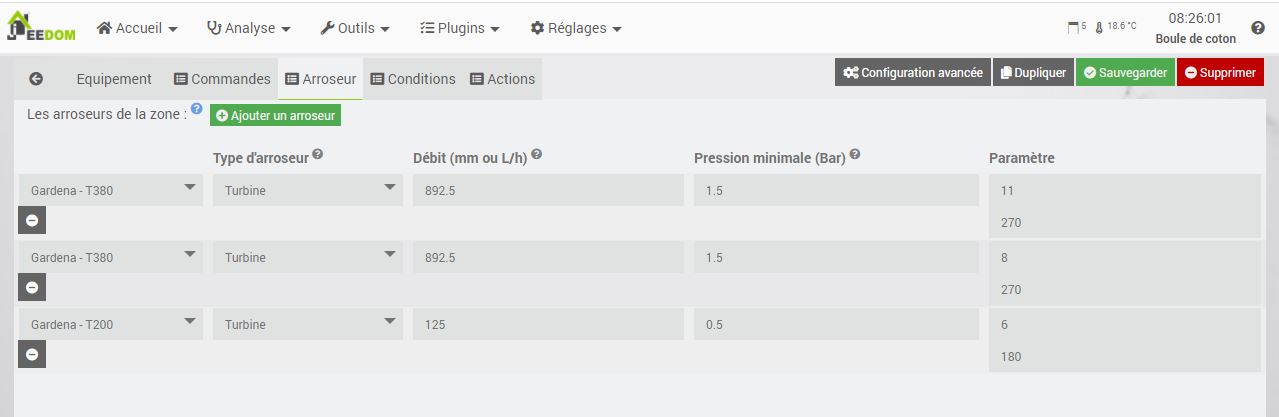 JEEDOM Accueil Analyse Outils Plugins Réglages 5 18.6 °C 08:26:01
Boule de coton
Equipement Commandes Arroseur Conditions Actions Configuration avancée Dupliquer Sauvegarder Supprimer
Les arroseurs de la zone : Ajouter un arroseur
Type d'arroseur Débit (mm ou L/h) Pression minimale (Bar) Paramètre
Gardena - T380 Turbine 892.5 1.5 11
270
Gardena - T380 Turbine 892.5 1.5 8
270
Gardena - T200 Turbine 125 0.5 6
180